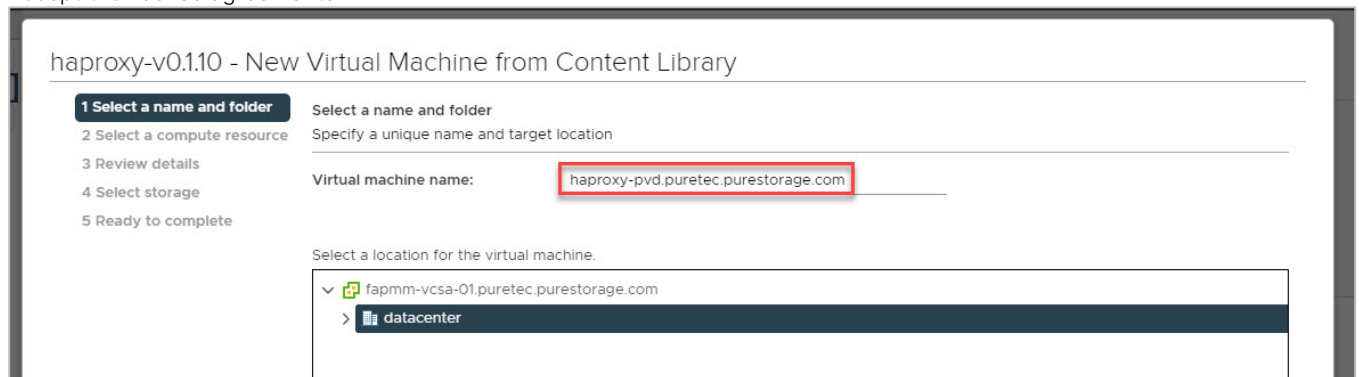 haproxy-v0.1.10 - New Virtual Machine from Content Library
1 Select a name and folder
2 Select a compute resource
3 Review details
4 Select storage
5 Ready to complete
Select a name and folder
Specify a unique name and target location
Virtual machine name:
haproxy-pvd.puretec.purestorage.com
Select a location for the virtual machine.
fapmm-vcsa-01.puretec.purestorage.com
datacenter